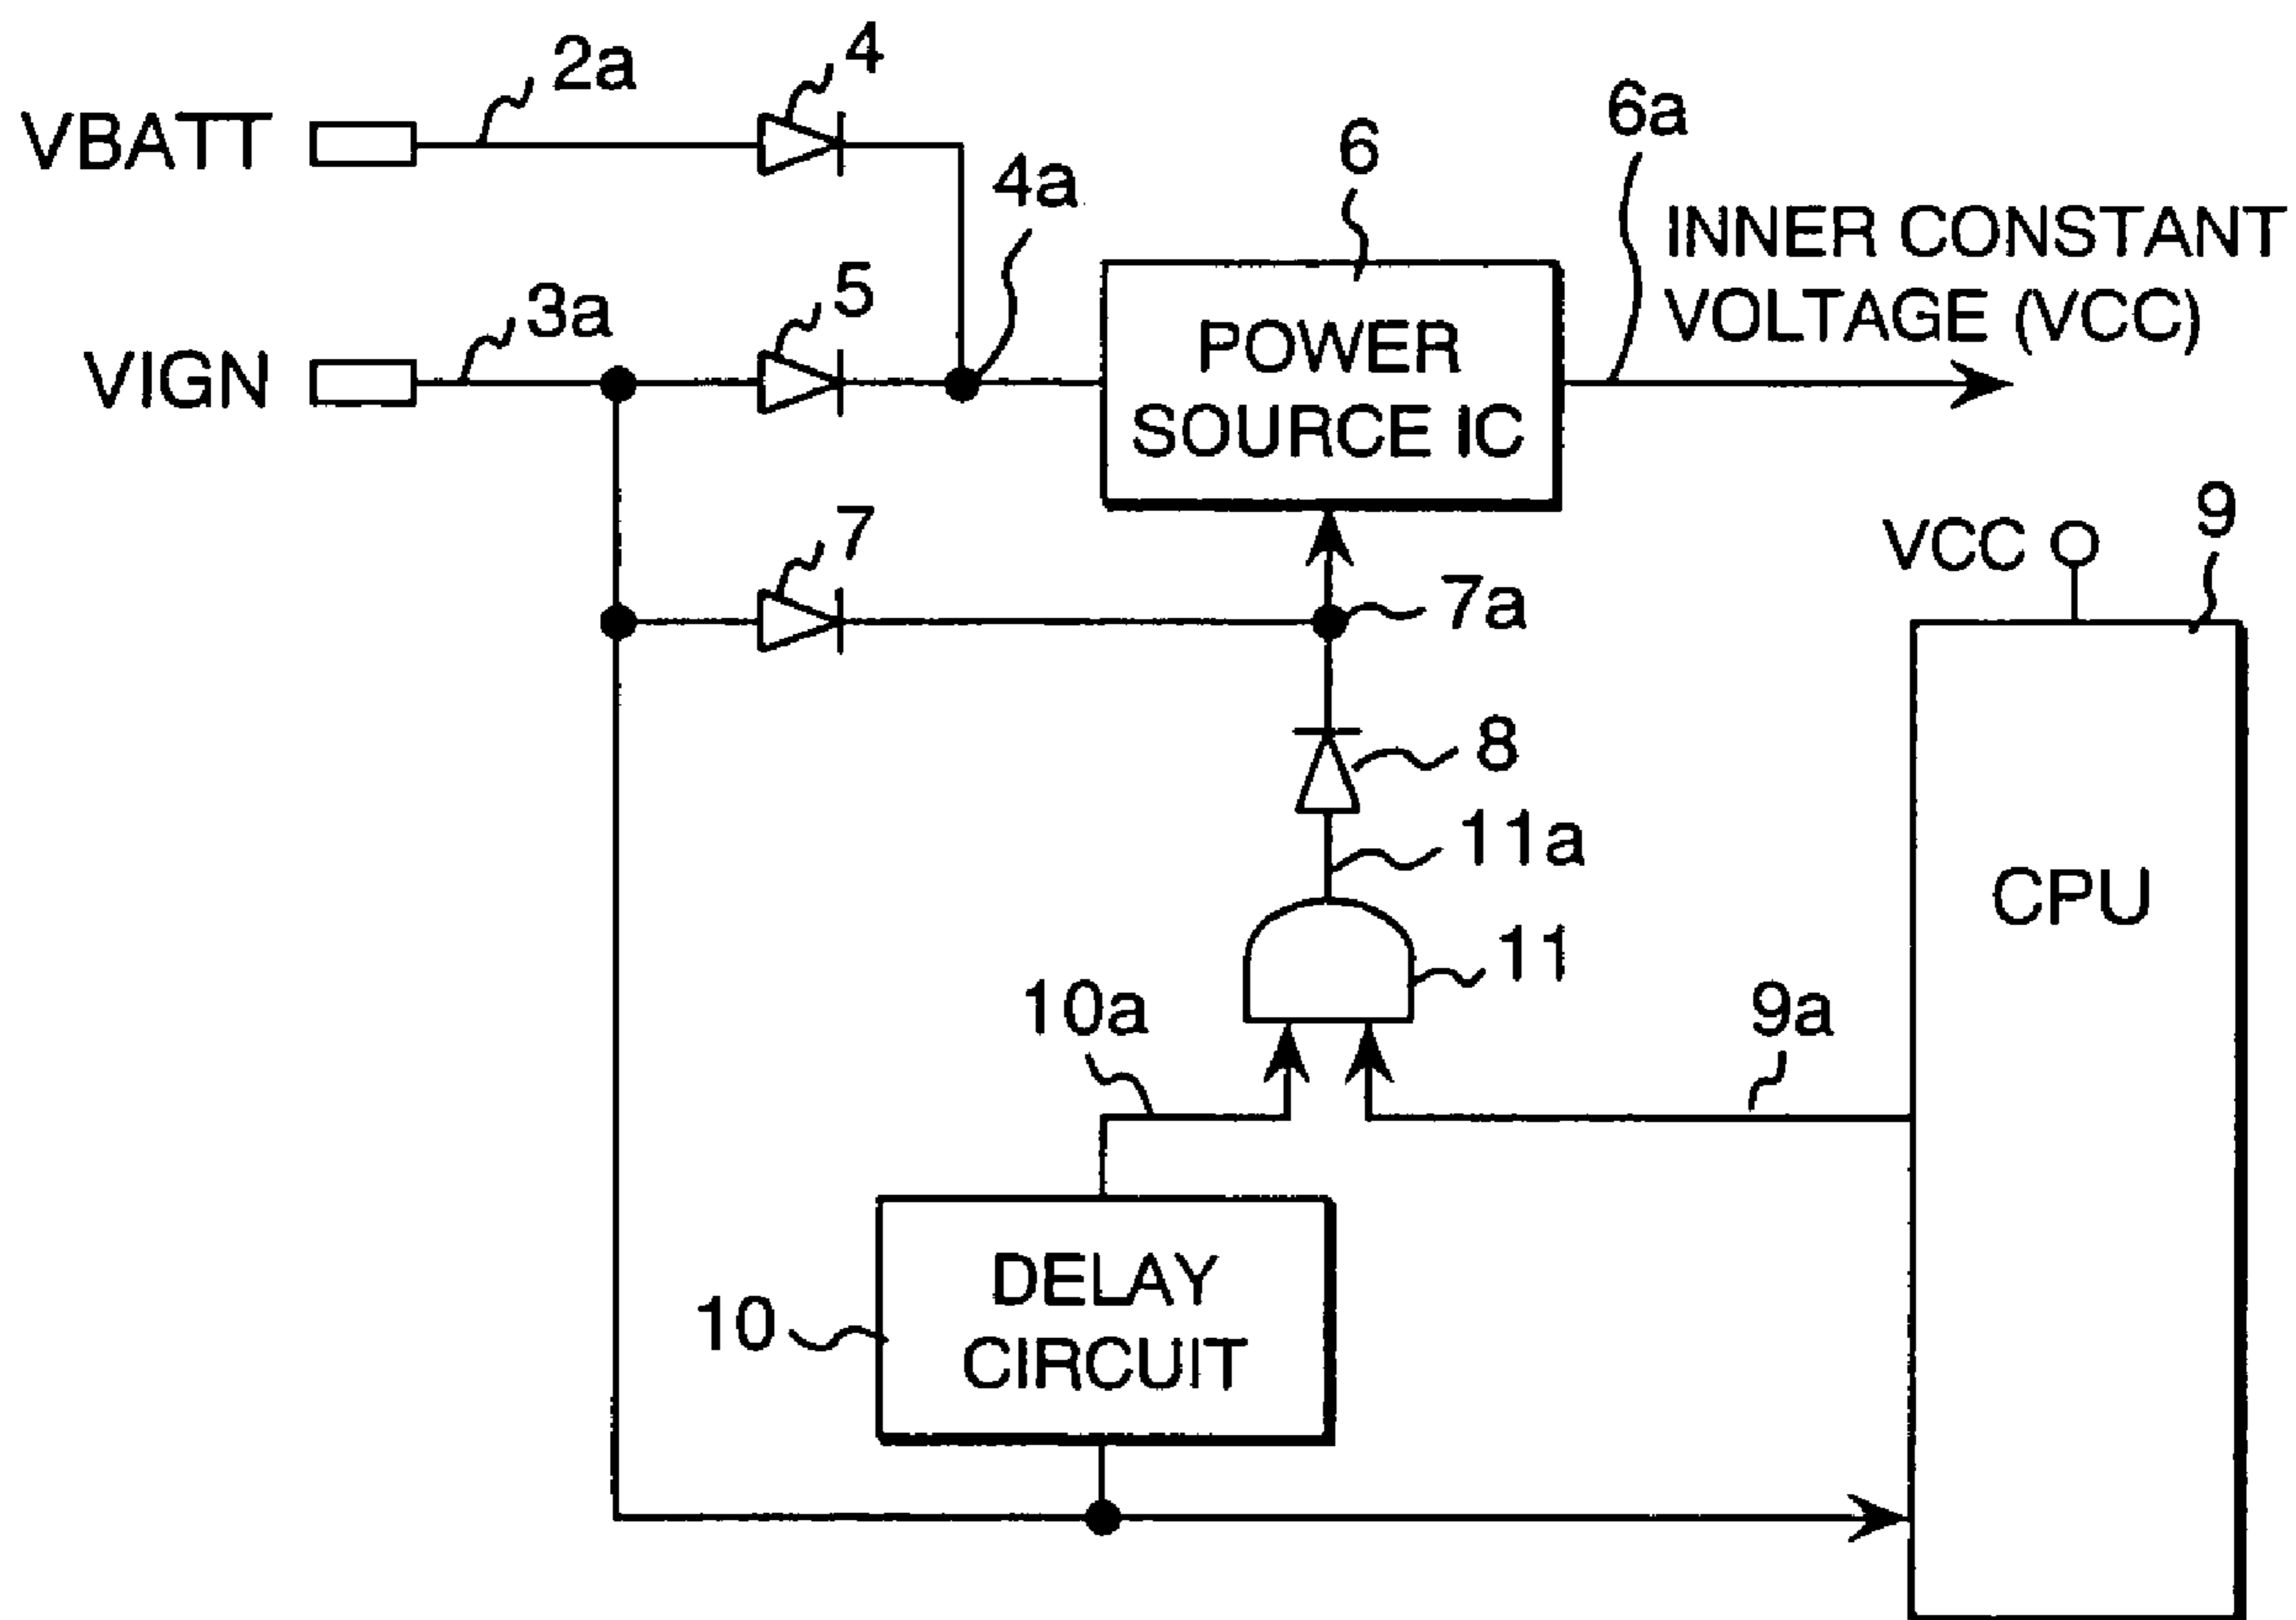 2a
4
VBATT
6a
6
4a
INNER CONSTANT
VOLTAGE (VCC)
3a
5
VIGN
POWER
SOURCE IC
7
9
VCC
7a
8
11a
CPU
11
10a
9a
DELAY
CIRCUIT
10